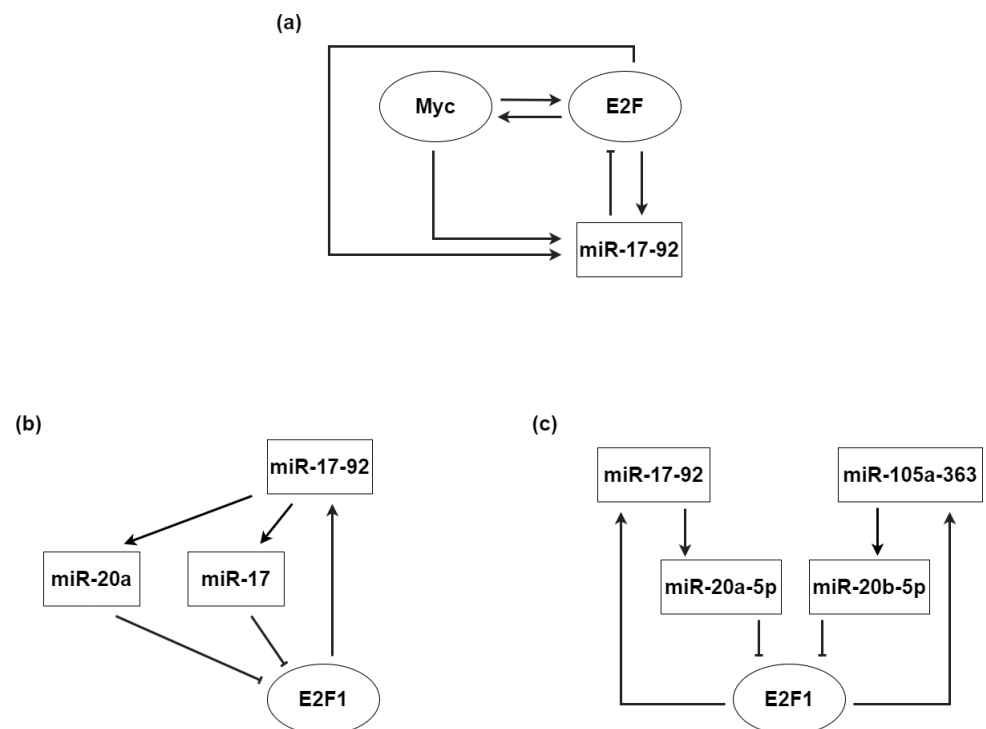 (a)
Myc
E2F
miR-17-92
(b)
miR-17-92
miR-20a
miR-17
E2F1
(c)
miR-17-92
miR-105a-363
miR-20a-5p
miR-20b-5p
E2F1